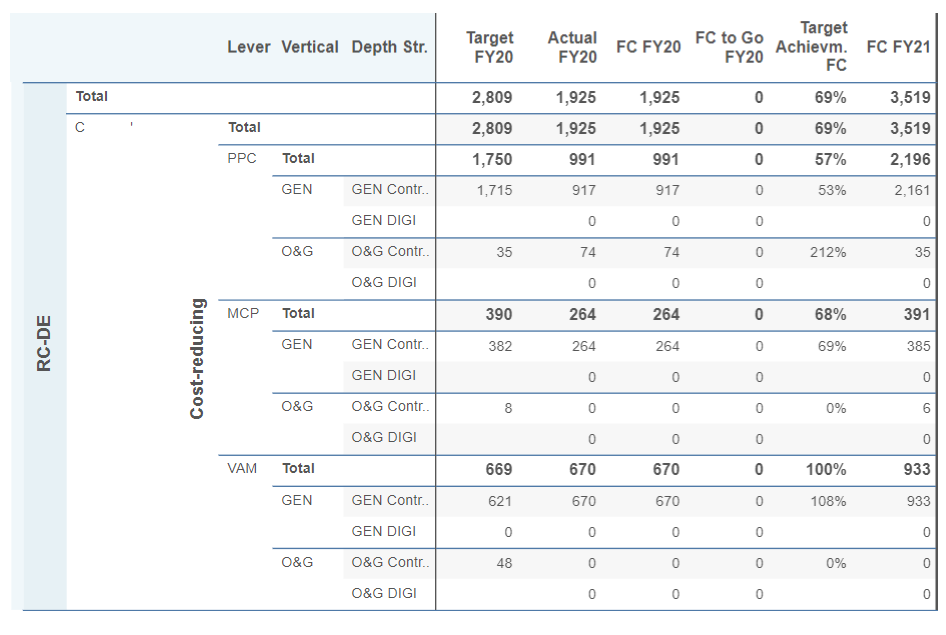 Lever Vertical Depth Str. Target FY20 Actual FY20 FC FY20 FC to Go FY20 Target Achievm. FC FC FY21
RC-DE
Total 2,809 1,925 1,925 0 69% 3,519
C ' Total 2,809 1,925 1,925 0 69% 3,519
Cost-reducing
PPC Total 1,750 991 991 0 57% 2,196
GEN GEN Contr.. 1,715 917 917 0 53% 2,161
GEN DIGI 0 0 0 0
O&G O&G Contr.. 35 74 74 0 212% 35
O&G DIGI 0 0 0 0
MCP Total 390 264 264 0 68% 391
GEN GEN Contr.. 382 264 264 0 69% 385
GEN DIGI 0 0 0 0
O&G O&G Contr.. 8 0 0 0 0% 6
O&G DIGI 0 0 0 0
VAM Total 669 670 670 0 100% 933
GEN GEN Contr.. 621 670 670 0 108% 933
GEN DIGI 0 0 0 0 0
O&G O&G Contr.. 48 0 0 0 0% 0
O&G DIGI 0 0 0 0